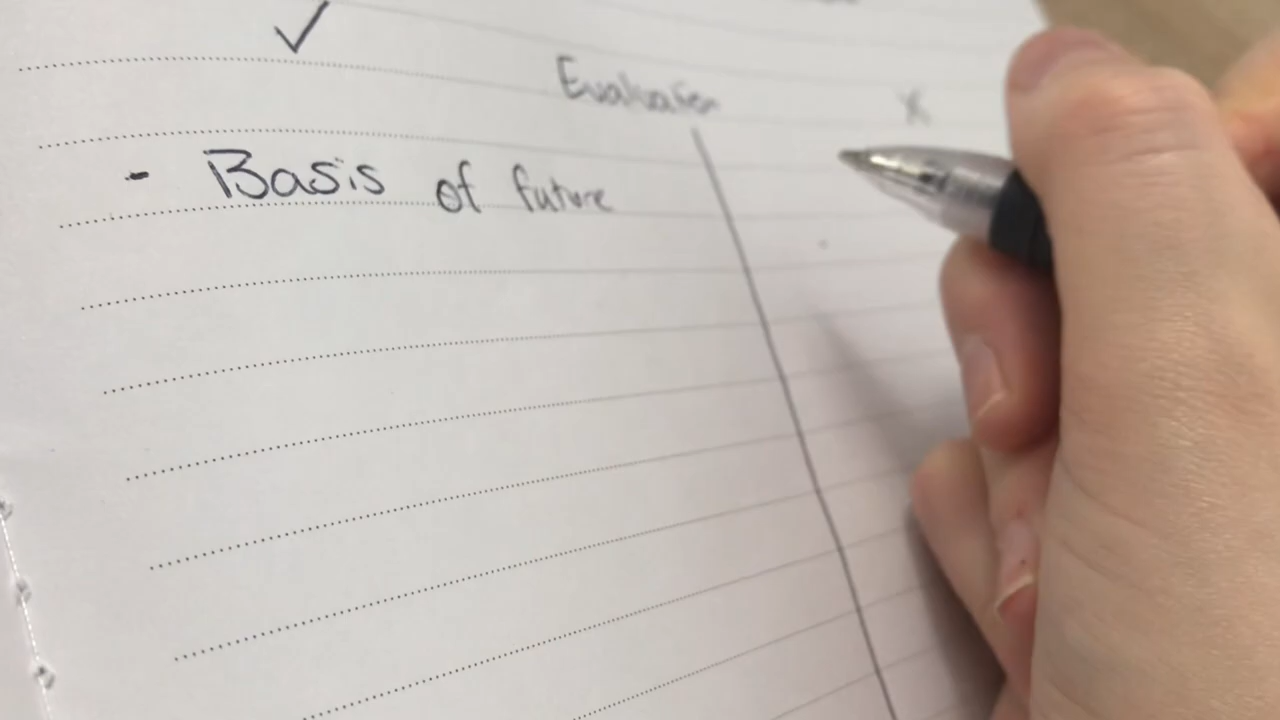 ✓
Evaluation
x
- Basis of future